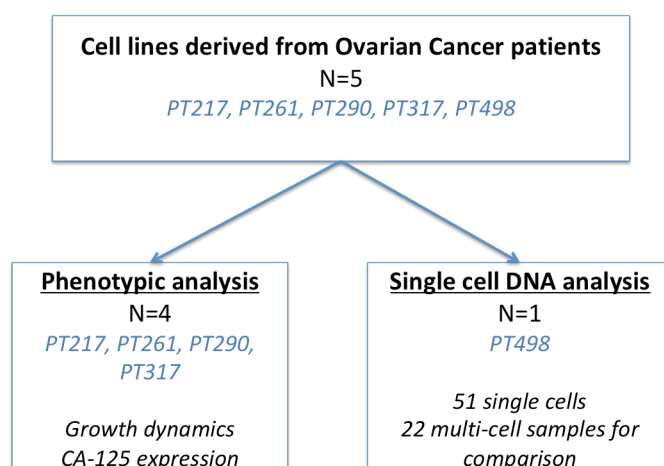 Cell lines derived from Ovarian Cancer patients
N=5
PT217, PT261, PT290, PT317, PT498
Phenotypic analysis
N=4
PT217, PT261, PT290,
PT317
Growth dynamics
CA-125 expression
Single cell DNA analysis
N=1
PT498
51 single cells
22 multi-cell samples for
comparison